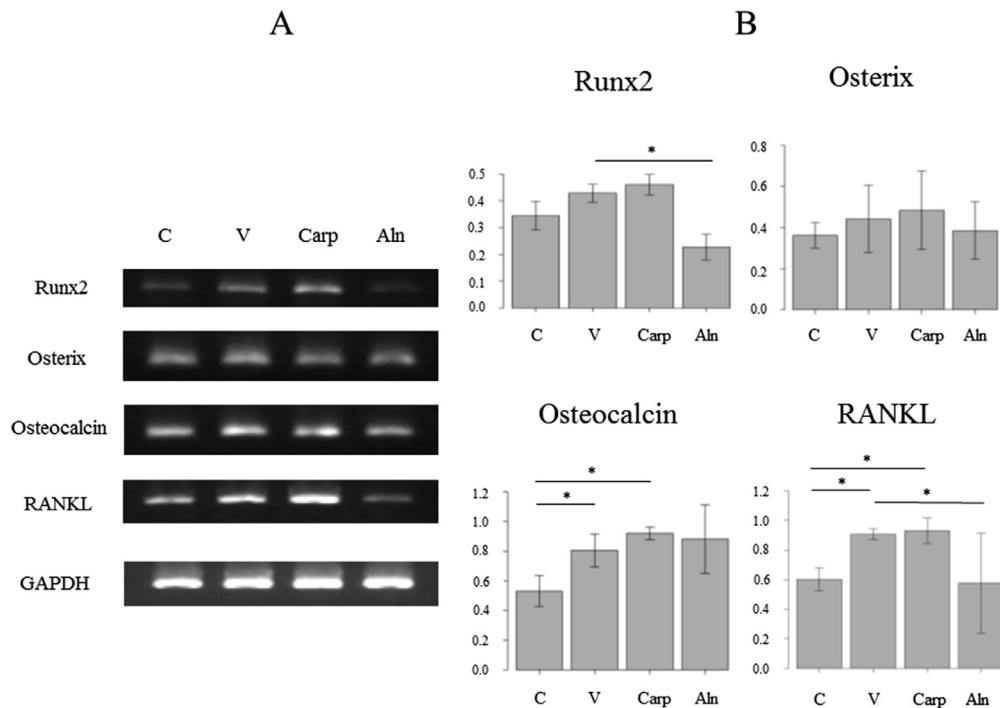 A
B
C V Carp Aln
Runx2
Osterix
Osteocalcin
RANKL
GAPDH
Runx2
*
0.5
0.4
0.3
0.2
0.1
0.0
C V Carp Aln
Osterix
0.8
0.6
0.4
0.2
0.0
C V Carp Aln
Osteocalcin
*
*
1.2
1.0
0.8
0.6
0.4
0.2
0.0
C V Carp Aln
RANKL
*
* *
1.2
1.0
0.8
0.6
0.4
0.2
0.0
C V Carp Aln